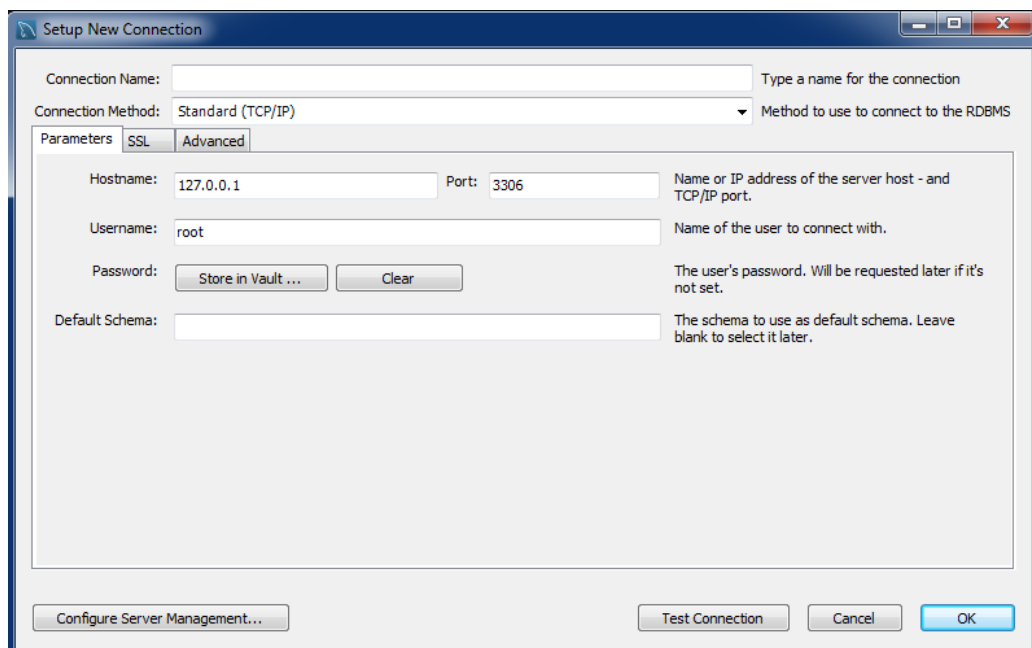 Setup New Connection
Connection Name: Type a name for the connection
Connection Method: Standard (TCP/IP) Method to use to connect to the RDBMS
Parameters SSL Advanced
Hostname: 127.0.0.1 Port: 3306 Name or IP address of the server host - and
TCP/IP port.
Username: root Name of the user to connect with.
Password: Store in Vault ... Clear The user's password. Will be requested later if it's
not set.
Default Schema: The schema to use as default schema. Leave
blank to select it later.
Configure Server Management... Test Connection Cancel OK